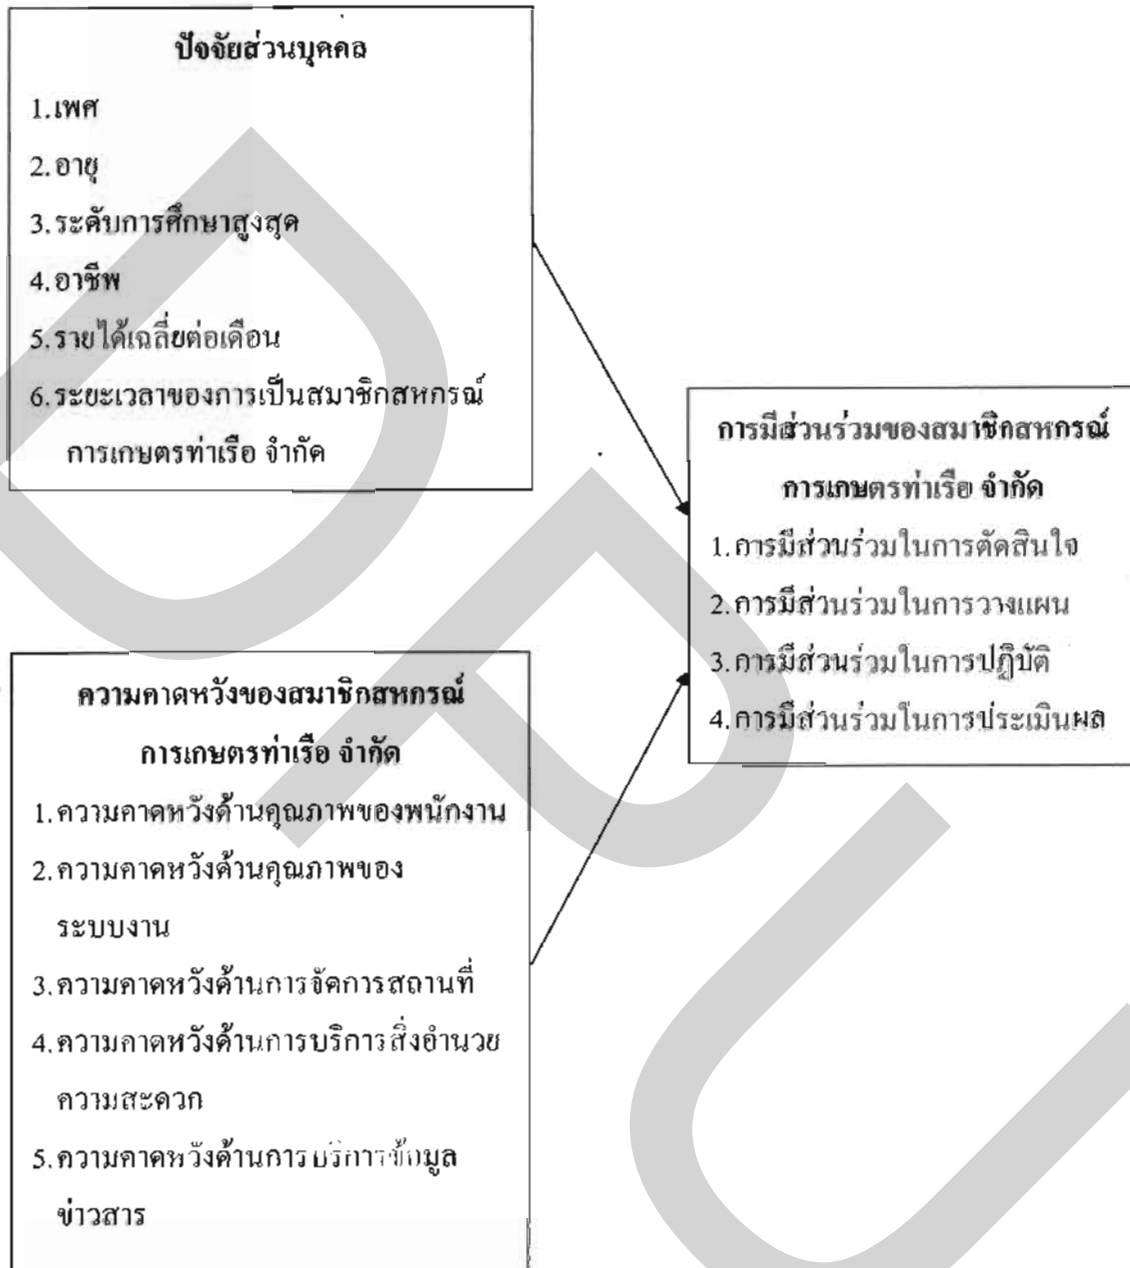 ปัจจัยส่วนบุคคล
1.เพศ
2.อายุ
3.ระดับการศึกษาสูงสุด
4.อาชีพ
5.รายได้เฉลี่ยต่อเดือน
6.ระยะเวลาของการเป็นสมาชิกสหกรณ์
การเกษตรท่าเรือ จำกัด
ความคาดหวังของสมาชิกสหกรณ์
การเกษตรท่าเรือ จำกัด
1.ความคาดหวังด้านคุณภาพของพนักงาน
2.ความคาดหวังด้านคุณภาพของ
ระบบงาน
3.ความคาดหวังด้านการจัดการสถานที่
4.ความคาดหวังด้านการบริการสิ่งอำนวย
ความสะดวก
5.ความคาดหวังด้านการบริการข้อมูล
ข่าวสาร
การมีส่วนร่วมของสมาชิกสหกรณ์
การเกษตรท่าเรือ จำกัด
1.การมีส่วนร่วมในการตัดสินใจ
2.การมีส่วนร่วมในการวางแผน
3.การมีส่วนร่วมในการปฏิบัติ
4.การมีส่วนร่วมในการประเมินผล
DPU